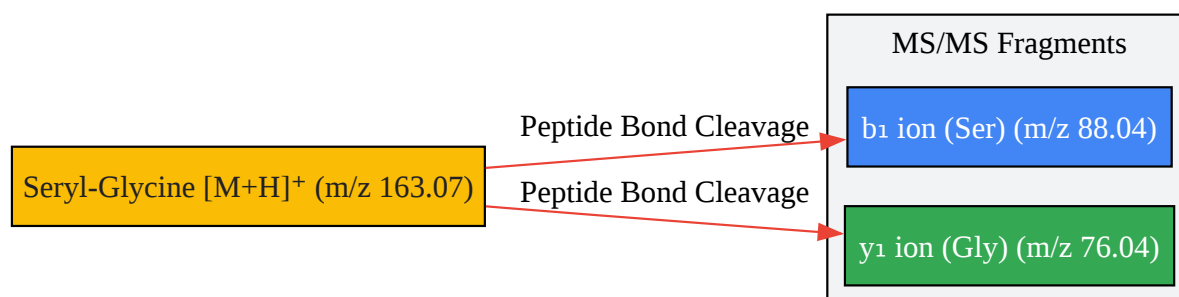 MS/MS Fragments
Peptide Bond Cleavage
b₁ ion (Ser) (m/z 88.04)
Seryl-Glycine [M+H]⁺ (m/z 163.07)
Peptide Bond Cleavage
y₁ ion (Gly) (m/z 76.04)